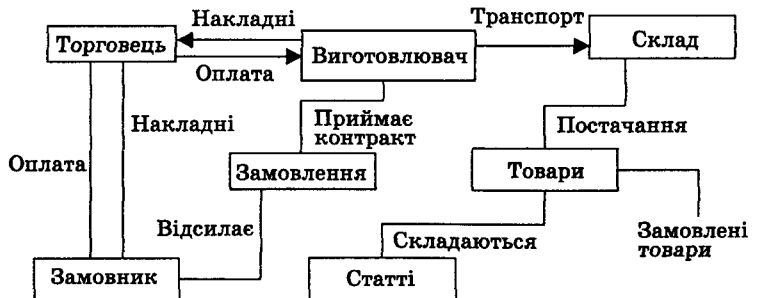 Накладні
Транспорт
Торговець
Виготовлювач
Склад
Оплата
Накладні
Приймає
контракт
Постачання
Оплата
Замовлення
Товари
Відсилає
Складаються
Замовлені
товари
Замовник
Статті